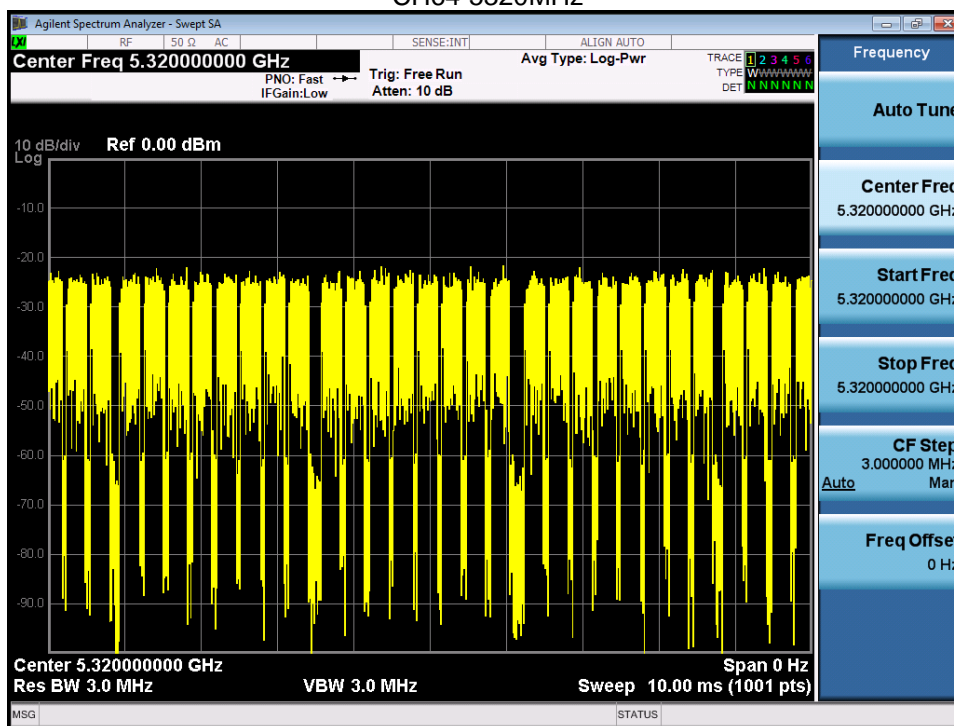 CH64 5320MHz
Agilent Spectrum Analyzer - Swept SA
LXI RF 50 Ω AC SENSE:INT ALIGN AUTO
Center Freq 5.320000000 GHz
PNO: Fast
IFGain:Low
Trig: Free Run
Atten: 10 dB
Avg Type: Log-Pwr
TRACE 1 2 3 4 5 6
TYPE WWWWWW
DET N N N N N N
10 dB/div Ref 0.00 dBm
Log
-10.0
-20.0
-30.0
-40.0
-50.0
-60.0
-70.0
-80.0
-90.0
Center 5.320000000 GHz Span 0 Hz
Res BW 3.0 MHz VBW 3.0 MHz Sweep 10.00 ms (1001 pts)
MSG STATUS
Frequency
Auto Tune
Center Freq
5.320000000 GHz
Start Freq
5.320000000 GHz
Stop Freq
5.320000000 GHz
CF Step
3.000000 MHz
Auto Man
Freq Offset
0 Hz